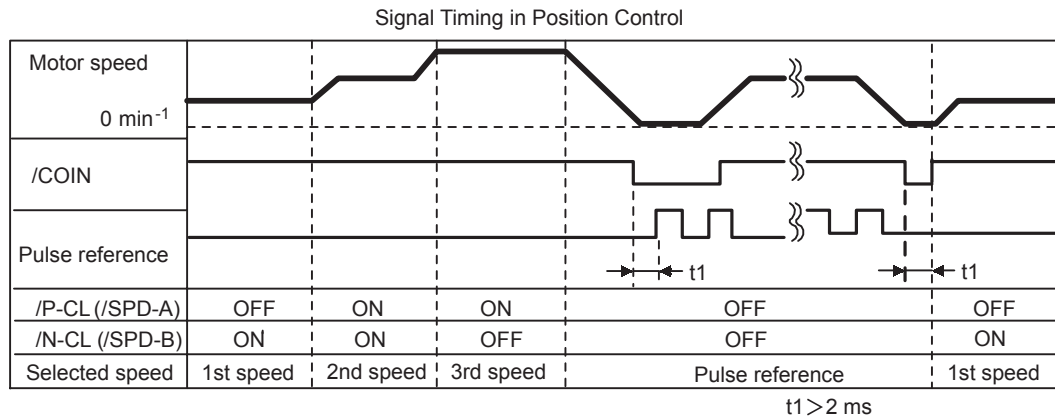 Signal Timing in Position Control
Motor speed
0 min-1
/COIN
Pulse reference
t1
t1
/P-CL (/SPD-A) OFF ON ON OFF OFF
/N-CL (/SPD-B) ON ON OFF OFF ON
Selected speed 1st speed 2nd speed 3rd speed Pulse reference 1st speed
t1＞2 ms